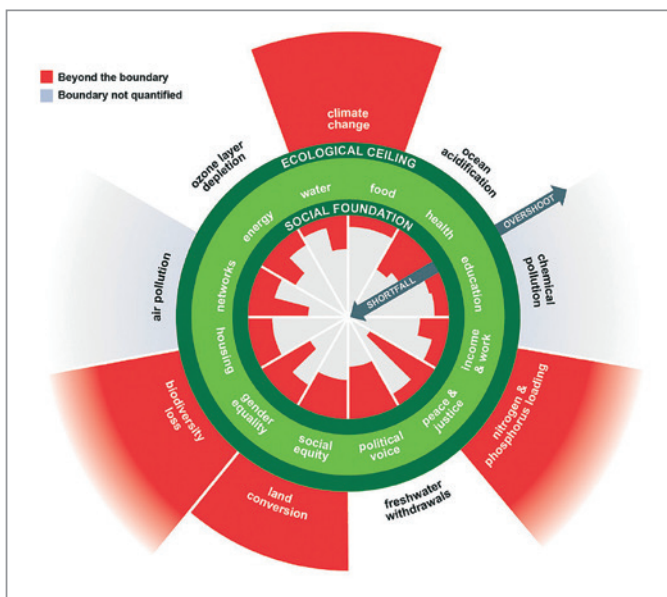 Beyond the boundary
Boundary not quantified
climate
change
ozone layer
depletion
ocean
acidification
ECOLOGICAL CEILING
water
food
energy
health
SOCIAL FOUNDATION
OVERSHOOT
SHORTFALL
networks
education
air pollution
chemical
pollution
housing
income
& work
gender
equality
peace &
justice
social
equity
political
voice
biodiversity
loss
nitrogen &
phosphorus loading
land
conversion
freshwater
withdrawals